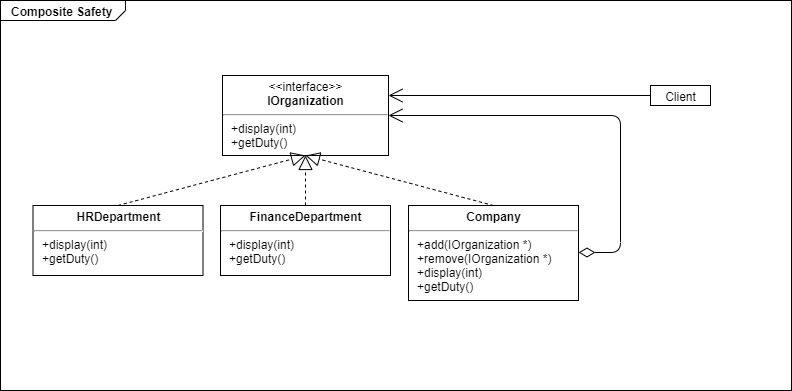 Composite Safety
<<interface>>
IOrganization
+display(int)
+getDuty()
Client
HRDepartment
+display(int)
+getDuty()
FinanceDepartment
+display(int)
+getDuty()
Company
+add(IOrganization *)
+remove(IOrganization *)
+display(int)
+getDuty()